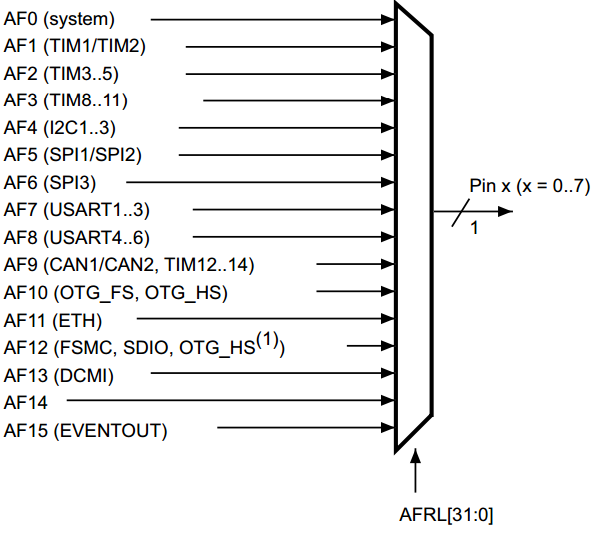 AF0 (system)
AF1 (TIM1/TIM2)
AF2 (TIM3..5)
AF3 (TIM8..11)
AF4 (I2C1..3)
AF5 (SPI1/SPI2)
AF6 (SPI3)
Pin x (x = 0..7)
AF7 (USART1..3)
1
AF8 (USART4..6)
AF9 (CAN1/CAN2, TIM12..14)
AF10 (OTG_FS, OTG_HS)
AF11 (ETH)
AF12 (FSMC, SDIO, OTG_HS(1))
AF13 (DCMI)
AF14
AF15 (EVENTOUT)
AFRL[31:0]